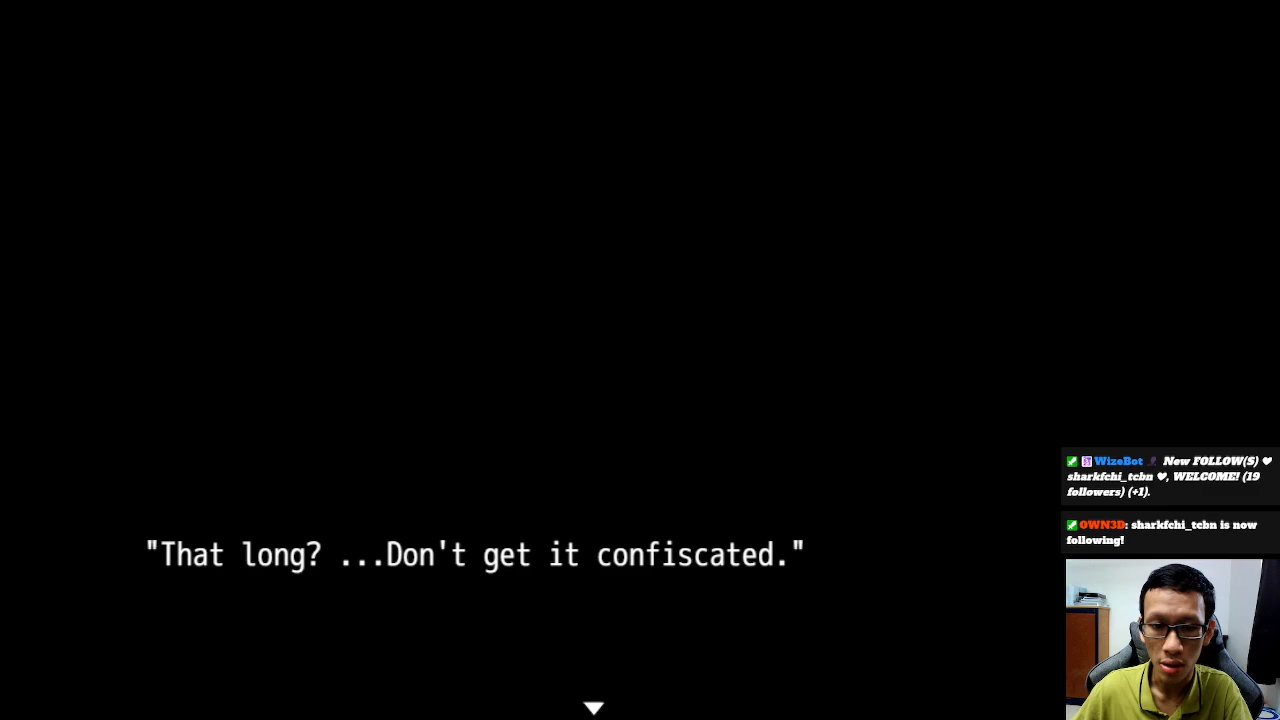 WizeBot New FOLLOW(S) ♥
sharkfchi_tcbn ♥, WELCOME! (19
followers) (+1).
OWN3D: sharkfchi_tcbn is now
following!
"That long? ...Don't get it confiscated."